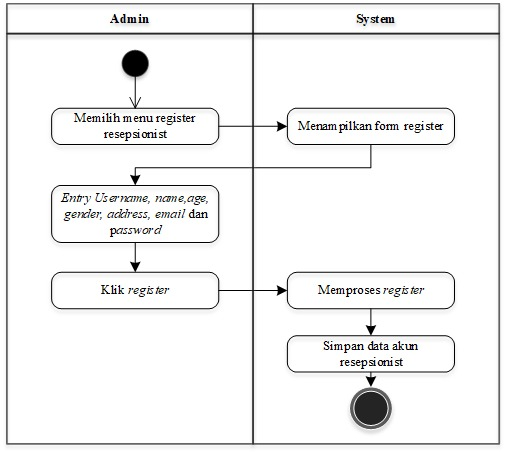 Admin
System
Memilih menu register
resepsionist
Menampilkan form register
Entry Username, name,age,
gender, address, email dan
password
Klik register
Memproses register
Simpan data akun
resepsionist